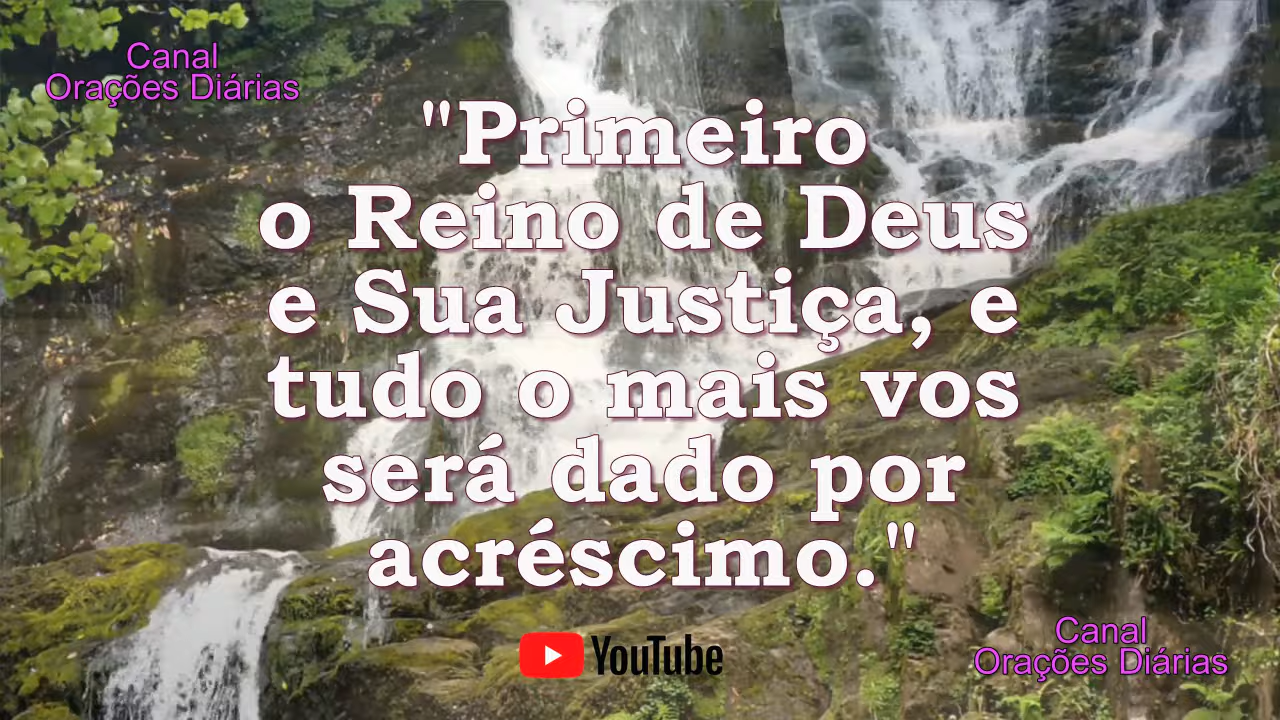 Canal
Orações Diárias
"Primeiro
o Reino de Deus
e Sua Justiça, e
tudo o mais vos
será dado por
acréscimo."
YouTube
Canal
Orações Diárias